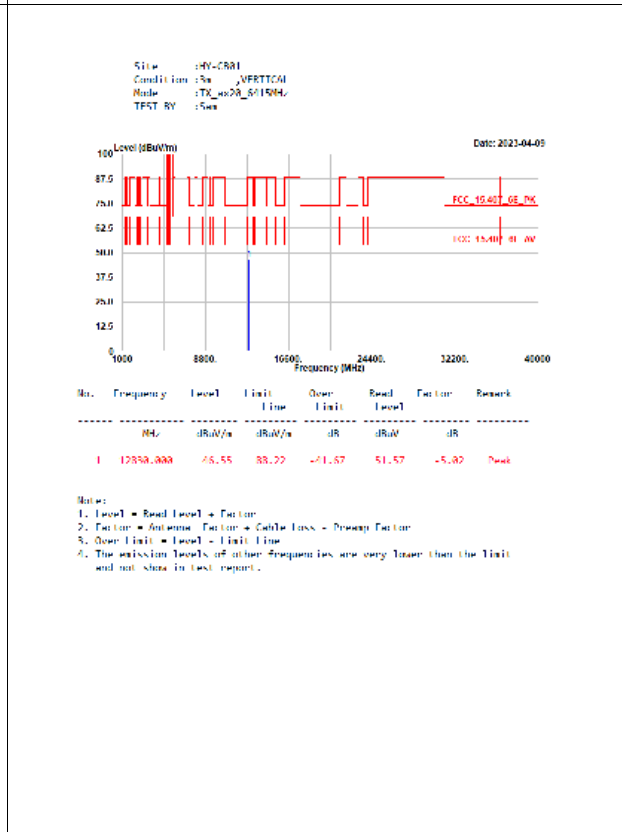 Site :HY-CB01
Condition :3m ,VERTICAL
Mode :TX_ax20_6415MHz
TEST BY :Sam
Level (dBuV/m)
Date: 2023-04-09
100
87.5
75.0
62.5
50.0
37.5
25.0
12.5
0
FCC_15.407_6E_PK
FCC_15.407_6E_AV
1000 8800. 16600. 24400. 32200. 40000
Frequency (MHz)
No. Frequency Level Limit Over Read Factor Remark
Line Limit Level
------ ----------- -------- -------- --------- -------- --------- ----------
MHz dBuV/m dBuV/m dB dBuV dB
1 12830.000 46.55 88.22 -41.67 51.57 -5.02 Peak
Note:
1. Level = Read Level + Factor
2. Factor = Antenna Factor + Cable Loss - Preamp Factor
3. Over Limit = Level - Limit Line
4. The emission levels of other frequencies are very lower than the limit
and not show in test report.